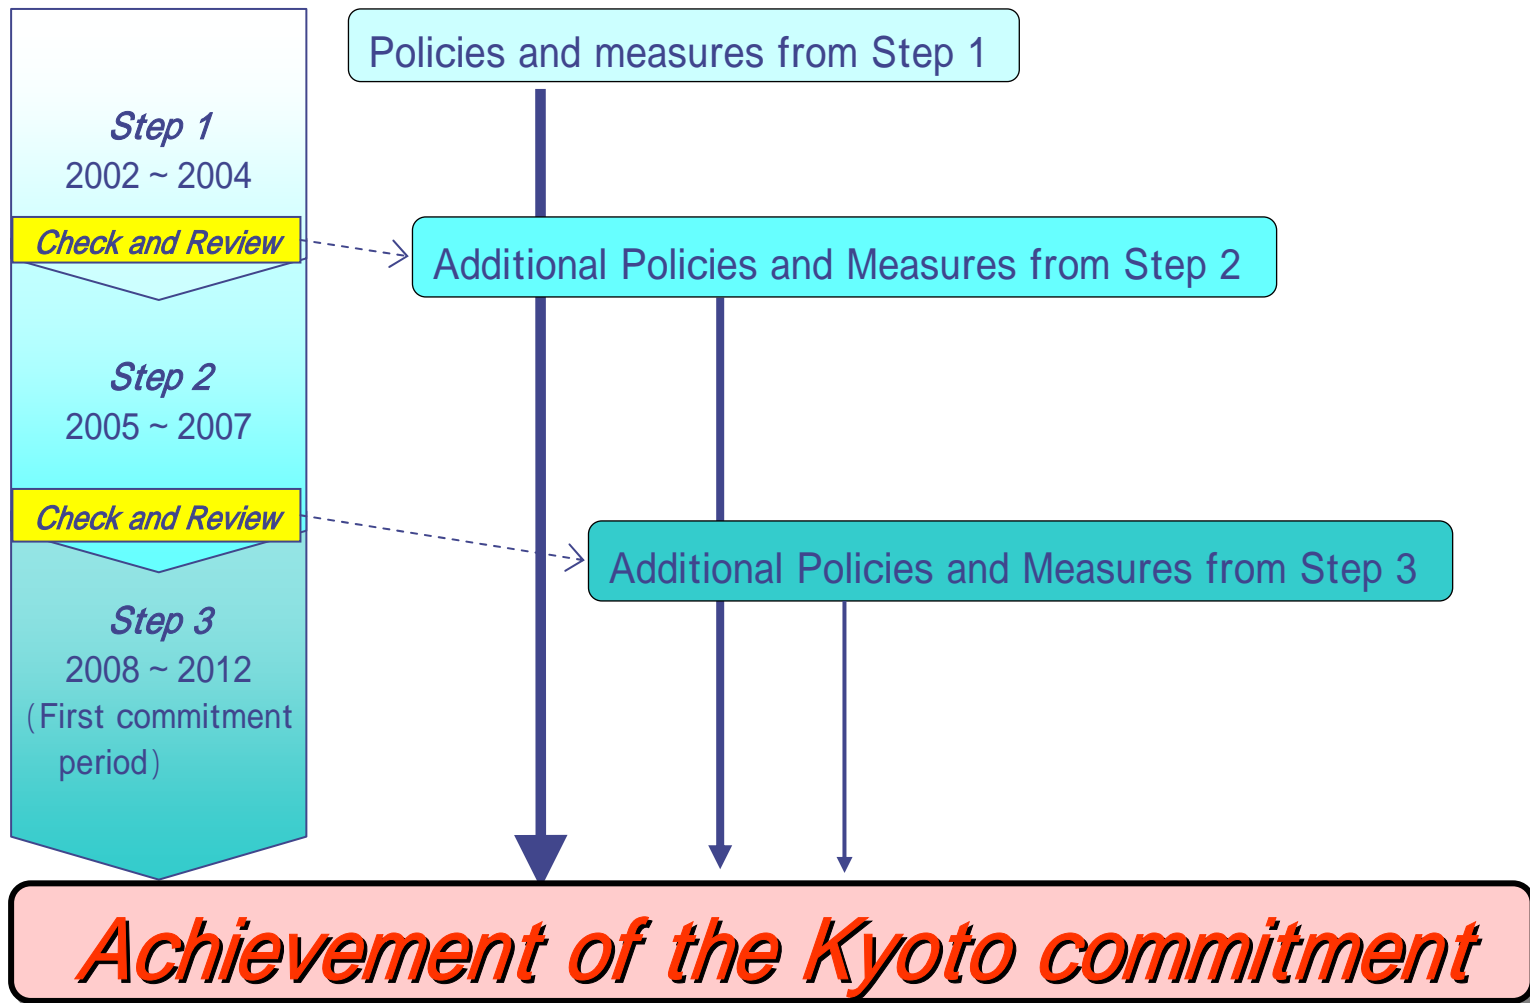 Policies and measures from Step 1
Step 1
2002 ~ 2004
Check and Review
Additional Policies and Measures from Step 2
Step 2
2005 ~ 2007
Check and Review
Additional Policies and Measures from Step 3
Step 3
2008 ~ 2012
(First commitment
period)
Achievement of the Kyoto commitment